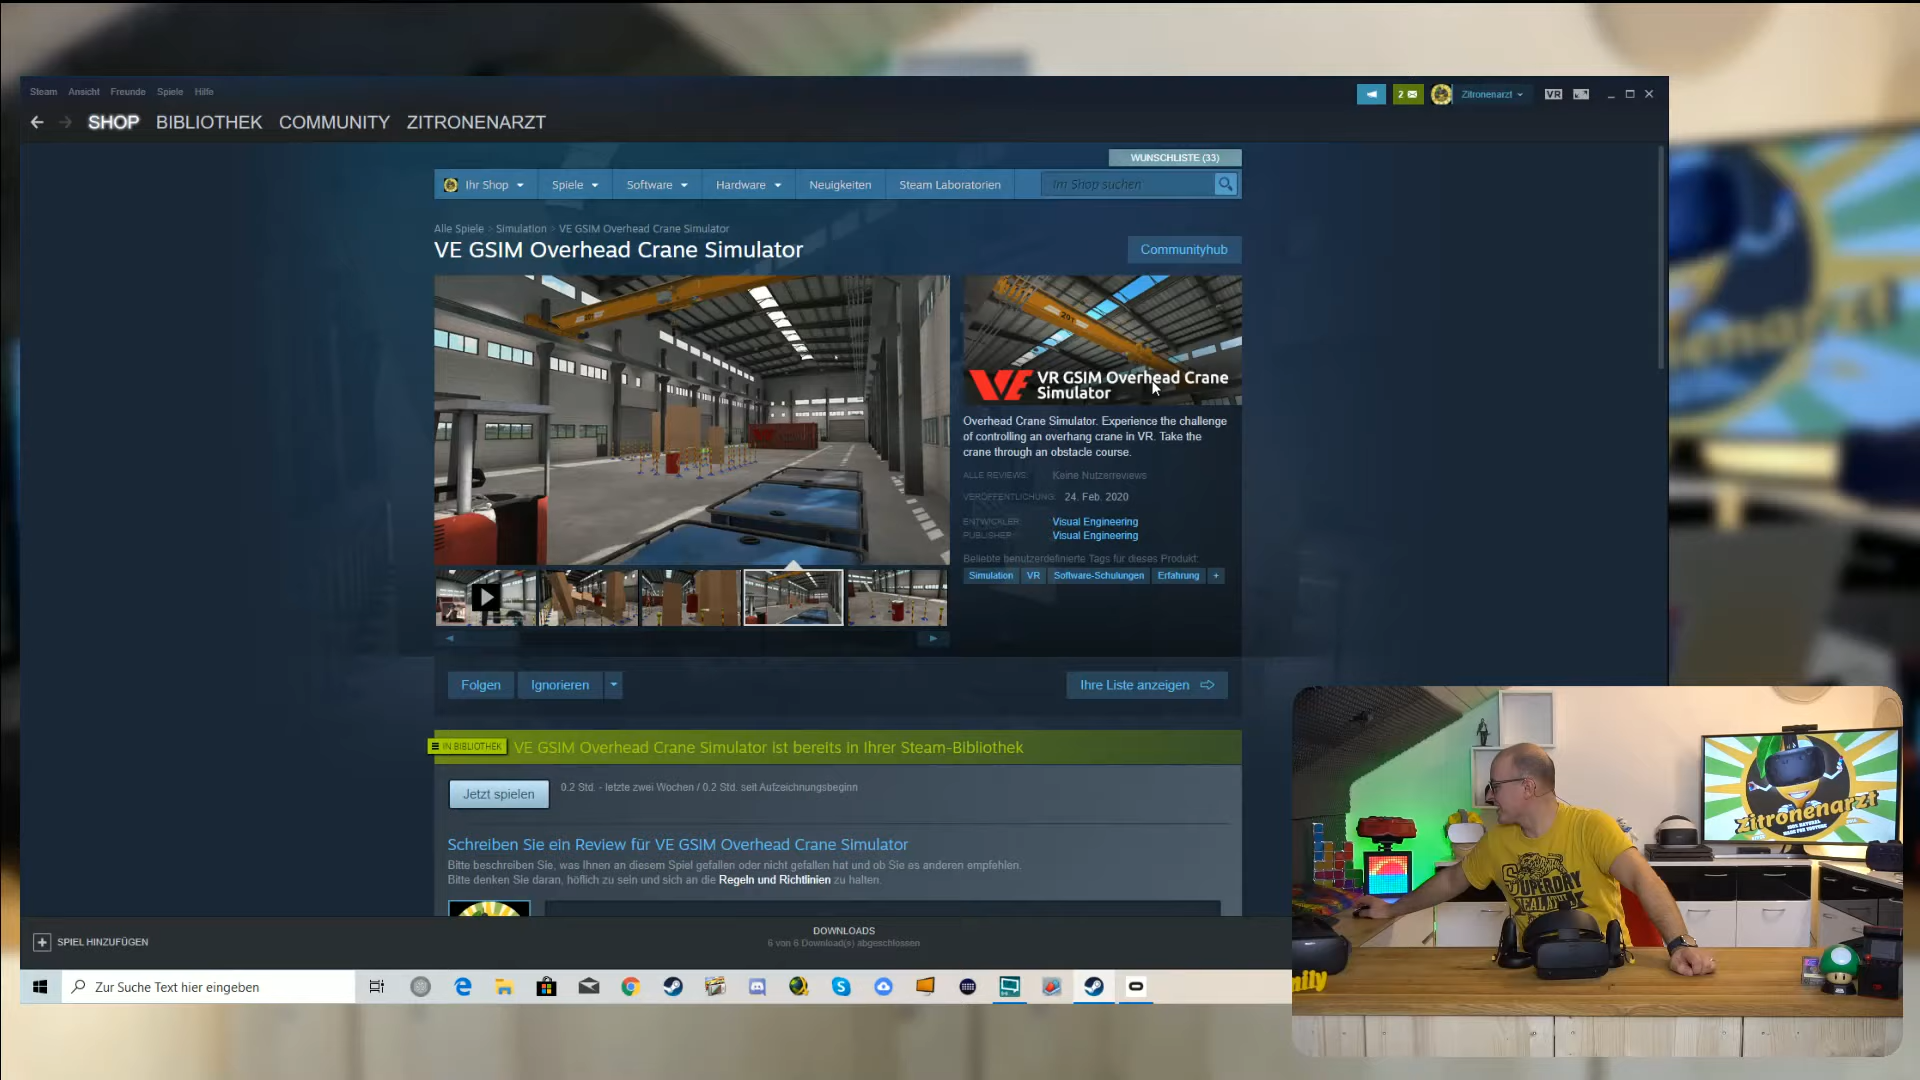 Steam Ansicht Freunde Spiele Hilfe
2
Zitronenarzt
VR
SHOP BIBLIOTHEK COMMUNITY ZITRONENARZT
WUNSCHLISTE (33)
Ihr Shop Spiele Software Hardware Neuigkeiten Steam Laboratorien Im Shop suchen
Alle Spiele > Simulation > VE GSIM Overhead Crane Simulator
VE GSIM Overhead Crane Simulator
Communityhub
VE VR GSIM Overhead Crane
Simulator
Overhead Crane Simulator. Experience the challenge
of controlling an overhang crane in VR. Take the
crane through an obstacle course.
ALLE REVIEWS: Keine Nutzerreviews
VERÖFFENTLICHUNG: 24. Feb. 2020
ENTWICKLER: Visual Engineering
PUBLISHER: Visual Engineering
Beliebte benutzerdefinierte Tags für dieses Produkt:
Simulation VR Software-Schulungen Erfahrung +
Folgen Ignorieren Ihre Liste anzeigen
IN BIBLIOTHEK VE GSIM Overhead Crane Simulator ist bereits in Ihrer Steam-Bibliothek
Jetzt spielen 0.2 Std. - letzte zwei Wochen / 0.2 Std. seit Aufzeichnungsbeginn
Schreiben Sie ein Review für VE GSIM Overhead Crane Simulator
Bitte beschreiben Sie, was Ihnen an diesem Spiel gefallen oder nicht gefallen hat und ob Sie es anderen empfehlen.
Bitte denken Sie daran, höflich zu sein und sich an die Regeln und Richtlinien zu halten.
SPIEL HINZUFÜGEN
DOWNLOADS
6 von 6 Download(s) abgeschlossen
Zur Suche Text hier eingeben
Zitronenarzt
SUPERDRY